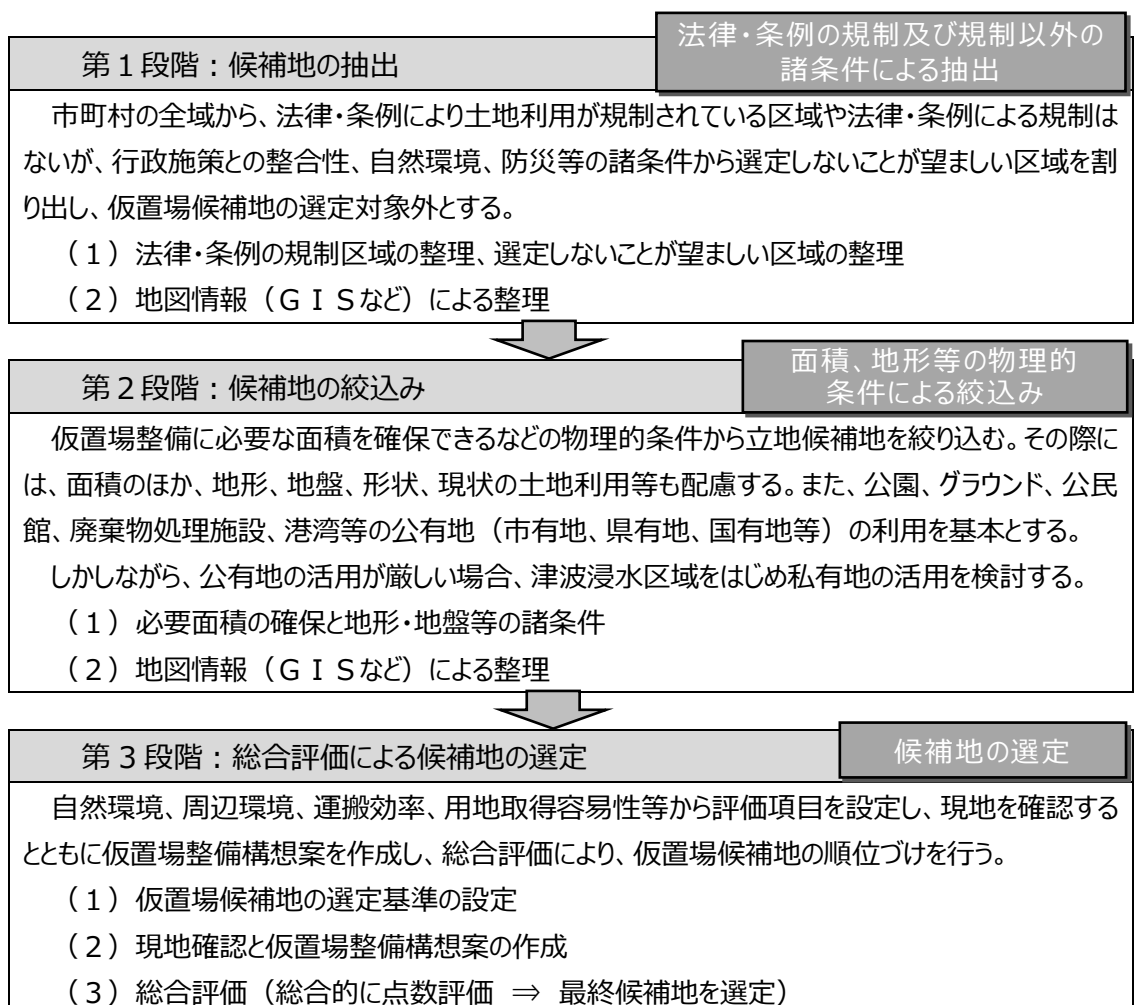 法律・条例の規制及び規制以外の
諸条件による抽出
第1段階：候補地の抽出
市町村の全域から、法律・条例により土地利用が規制されている区域や法律・条例による規制は
ないが、行政施策との整合性、自然環境、防災等の諸条件から選定しないことが望ましい区域を割
り出し、仮置場候補地の選定対象外とする。
（1）法律・条例の規制区域の整理、選定しないことが望ましい区域の整理
（2）地図情報（ＧＩＳなど）による整理
面積、地形等の物理的
条件による絞込み
第2段階：候補地の絞込み
仮置場整備に必要な面積を確保できるなどの物理的条件から立地候補地を絞り込む。その際に
は、面積のほか、地形、地盤、形状、現状の土地利用等も配慮する。また、公園、グラウンド、公民
館、廃棄物処理施設、港湾等の公有地（市有地、県有地、国有地等）の利用を基本とする。
しかしながら、公有地の活用が厳しい場合、津波浸水区域をはじめ私有地の活用を検討する。
（1）必要面積の確保と地形・地盤等の諸条件
（2）地図情報（ＧＩＳなど）による整理
候補地の選定
第3段階：総合評価による候補地の選定
自然環境、周辺環境、運搬効率、用地取得容易性等から評価項目を設定し、現地を確認する
とともに仮置場整備構想案を作成し、総合評価により、仮置場候補地の順位づけを行う。
（1）仮置場候補地の選定基準の設定
（2）現地確認と仮置場整備構想案の作成
（3）総合評価（総合的に点数評価 ⇒ 最終候補地を選定）